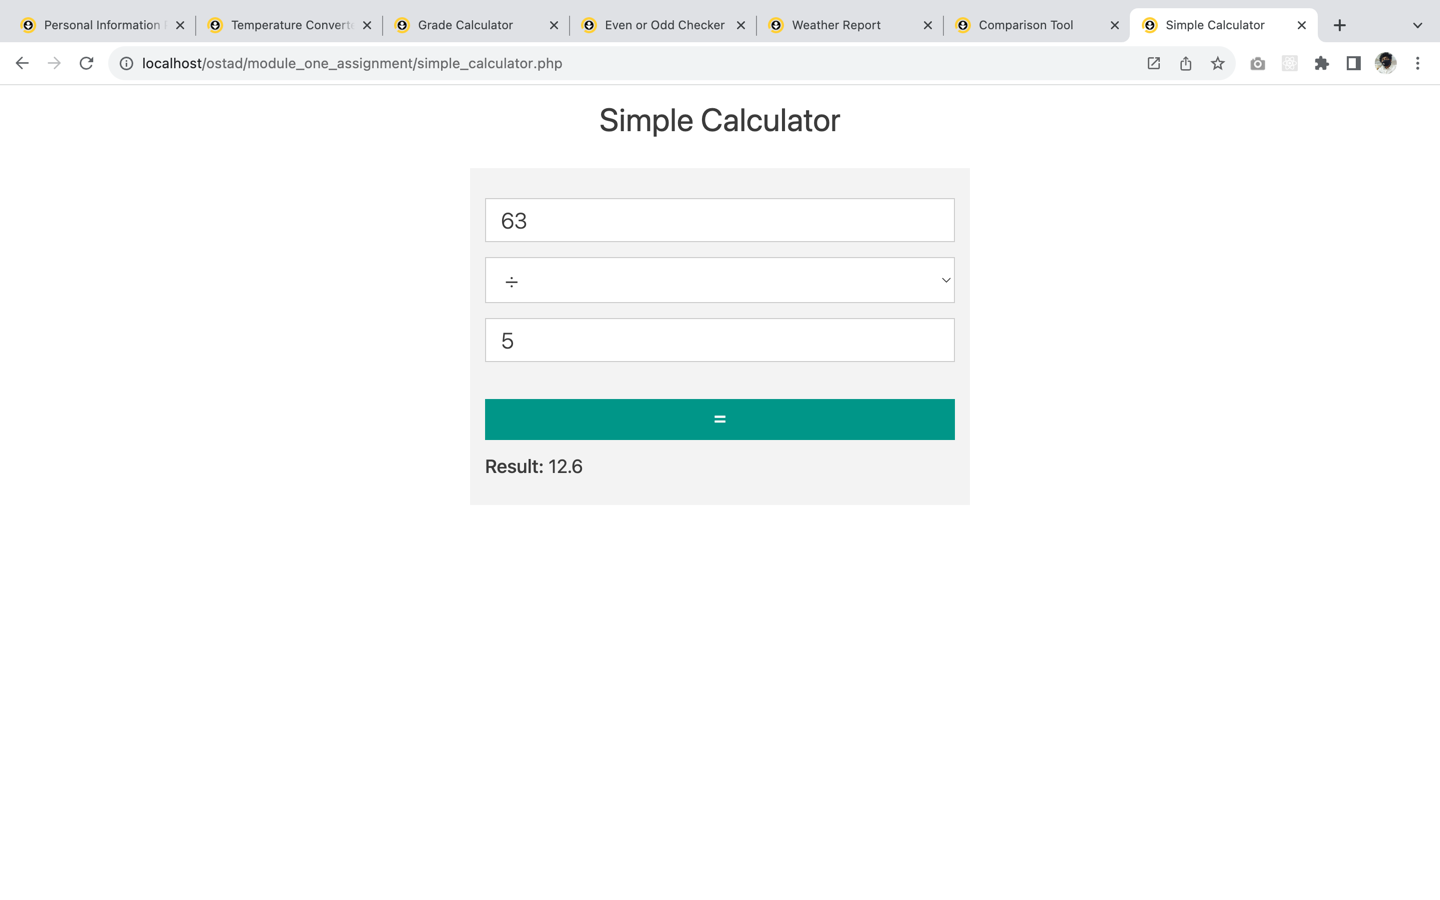 Personal Information
Temperature Converte
Grade Calculator
Even or Odd Checker
Weather Report
Comparison Tool
Simple Calculator
localhost/ostad/module_one_assignment/simple_calculator.php
Simple Calculator
63
÷
5
=
Result: 12.6